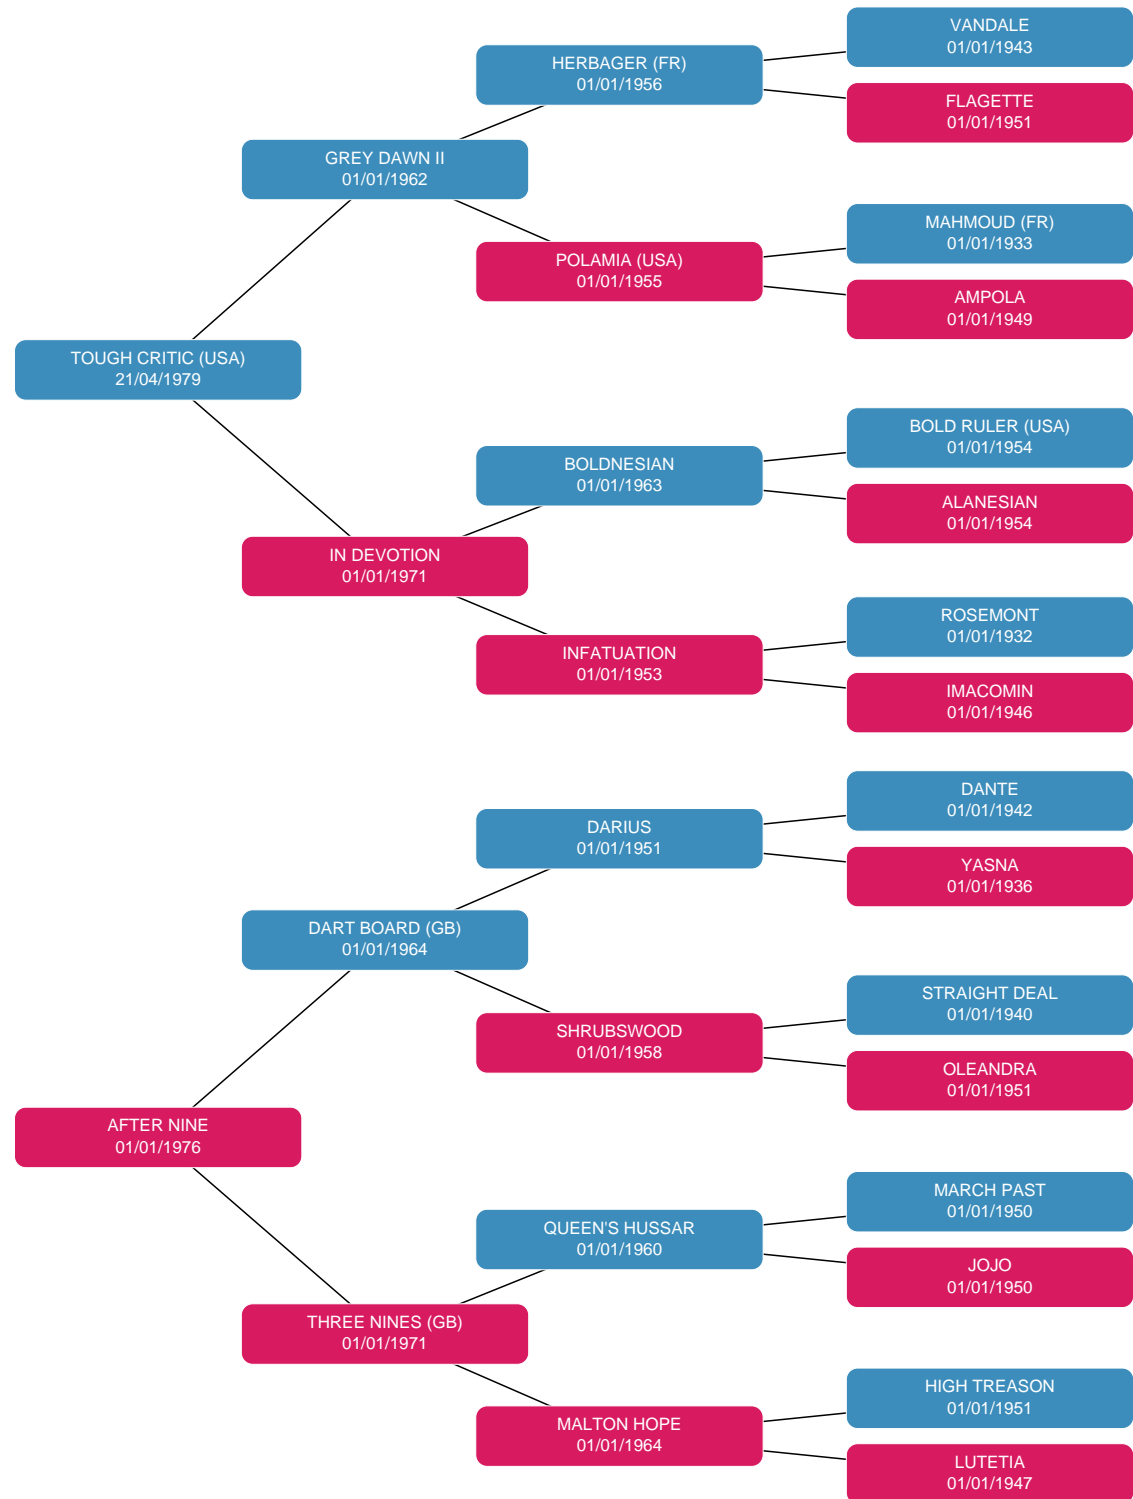 VANDALE
01/01/1943
HERBAGER (FR)
01/01/1956
FLAGETTE
01/01/1951
GREY DAWN II
01/01/1962
MAHMOUD (FR)
01/01/1933
POLAMIA (USA)
01/01/1955
AMPOLA
01/01/1949
TOUGH CRITIC (USA)
21/04/1979
BOLD RULER (USA)
01/01/1954
BOLDNESIAN
01/01/1963
ALANESIAN
01/01/1954
IN DEVOTION
01/01/1971
ROSEMONT
01/01/1932
INFATUATION
01/01/1953
IMACOMIN
01/01/1946
DANTE
01/01/1942
DARIUS
01/01/1951
YASNA
01/01/1936
DART BOARD (GB)
01/01/1964
STRAIGHT DEAL
01/01/1940
SHRUBSWOOD
01/01/1958
OLEANDRA
01/01/1951
AFTER NINE
01/01/1976
MARCH PAST
01/01/1950
QUEEN'S HUSSAR
01/01/1960
JOJO
01/01/1950
THREE NINES (GB)
01/01/1971
HIGH TREASON
01/01/1951
MALTON HOPE
01/01/1964
LUTETIA
01/01/1947